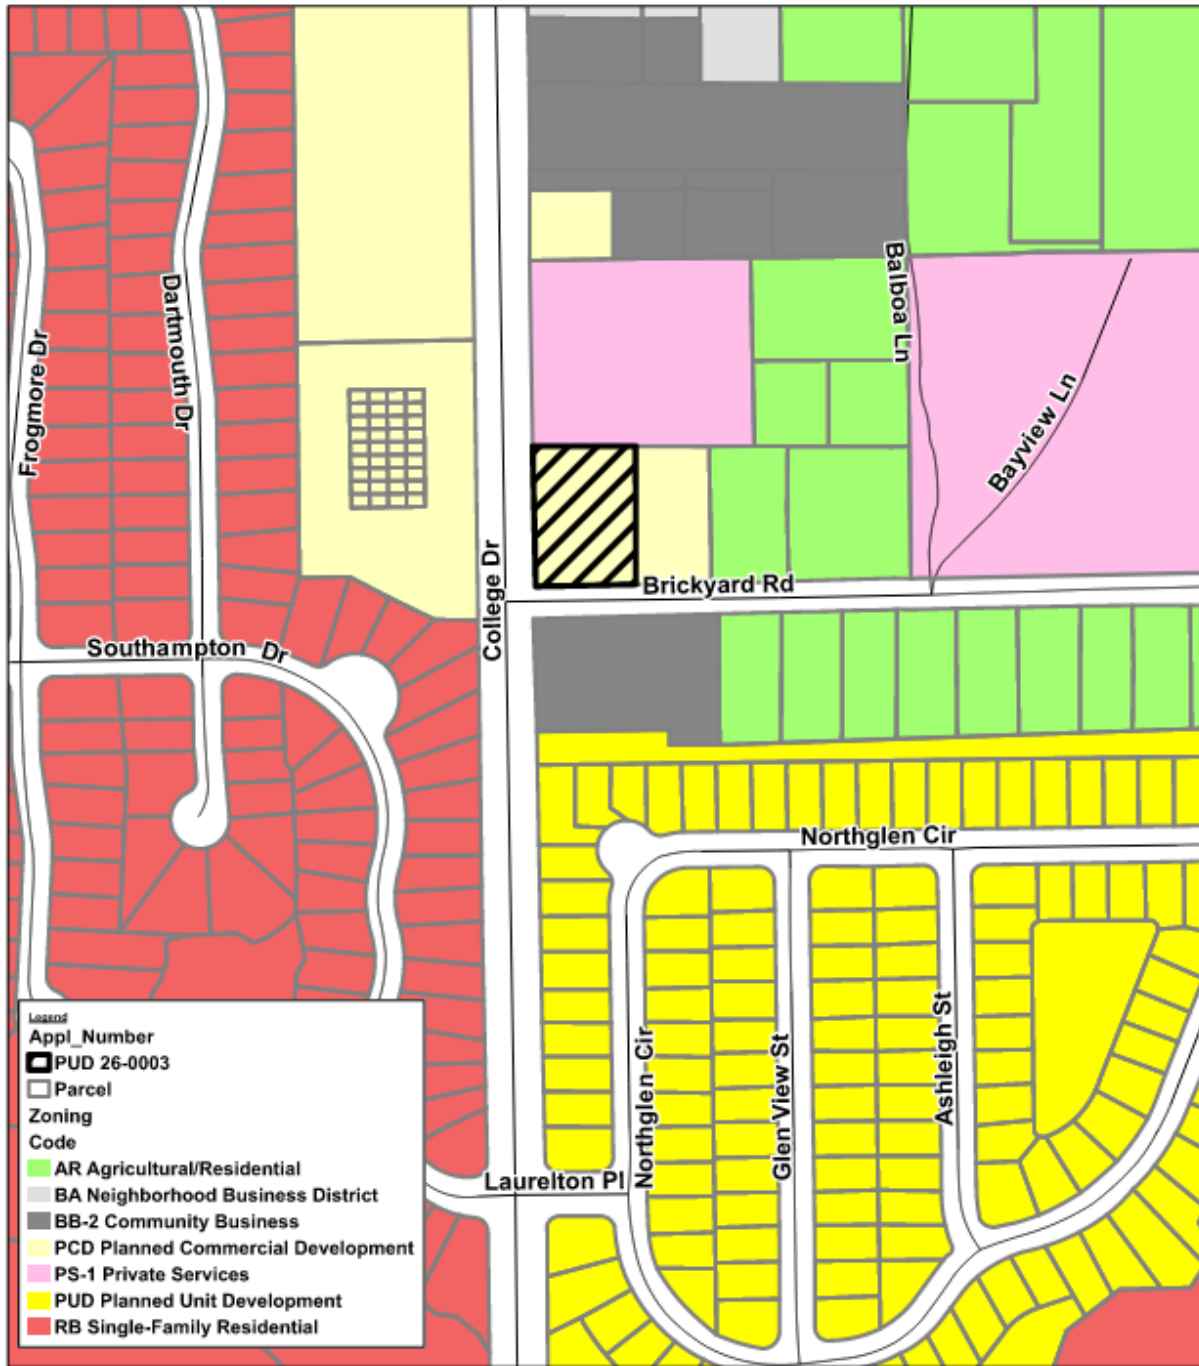 Balboa Ln
Dartmouth Dr
Frogmore Dr
Bayview Ln
College Dr
Brickyard Rd
Southampton Dr
Northglen Cir
Northglen Cir
Glen View St
Ashleigh St
Laurelton Pl
Legend
Appl_Number
PUD 26-0003
Parcel
Zoning
Code
AR Agricultural/Residential
BA Neighborhood Business District
BB-2 Community Business
PCD Planned Commercial Development
PS-1 Private Services
PUD Planned Unit Development
RB Single-Family Residential